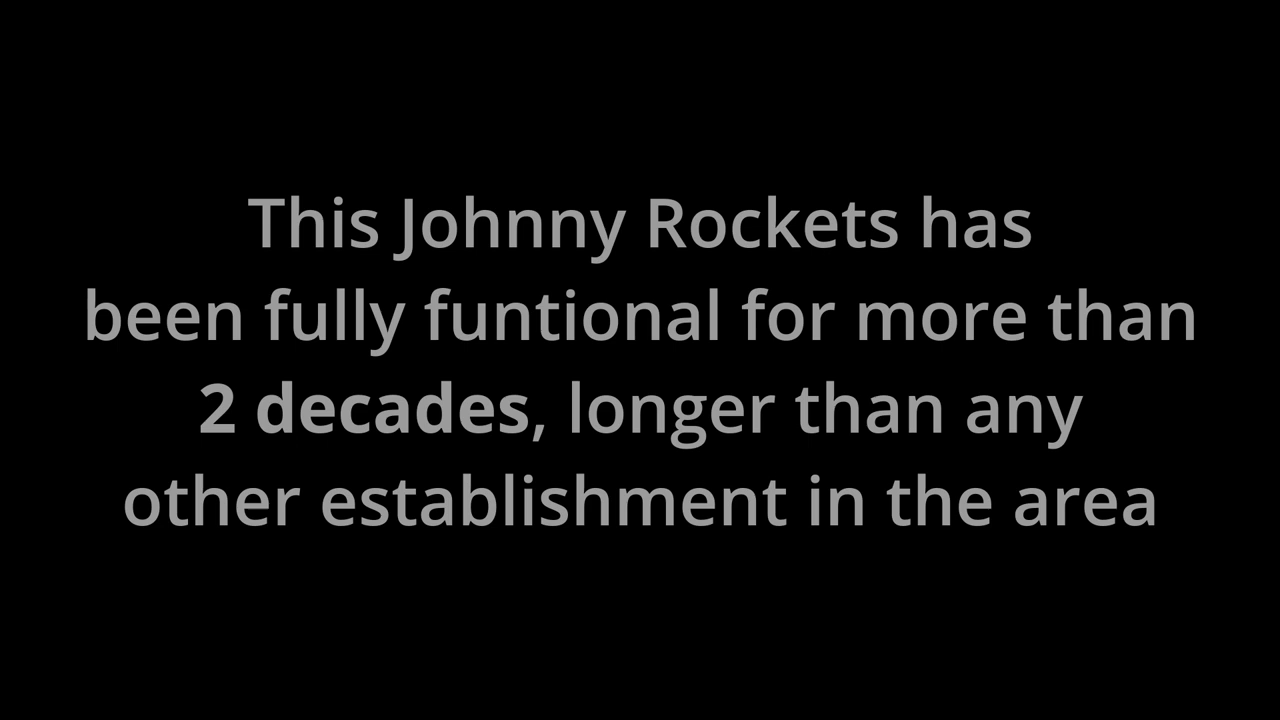 This Johnny Rockets has
been fully funtional for more than
2 decades, longer than any
other establishment in the area